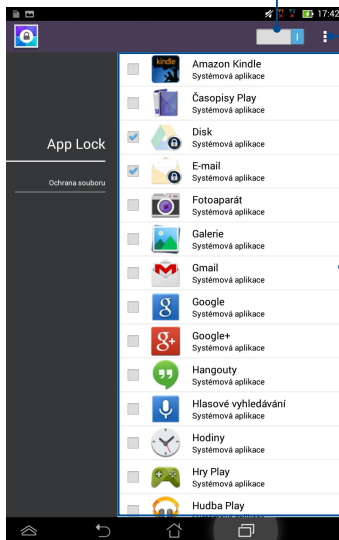 17:42
App Lock
Ochrana souboru
kindle
Amazon Kindle
Systémová aplikace
Časopisy Play
Systémová aplikace
Disk
Systémová aplikace
E-mail
Systémová aplikace
Fotoaparát
Systémová aplikace
Galerie
Systémová aplikace
Gmail
Systémová aplikace
Google
Systémová aplikace
Google+
Systémová aplikace
Hangouty
Systémová aplikace
Hlasové vyhledávání
Systémová aplikace
Hodiny
Systémová aplikace
Hry Play
Systémová aplikace
Hudba Play